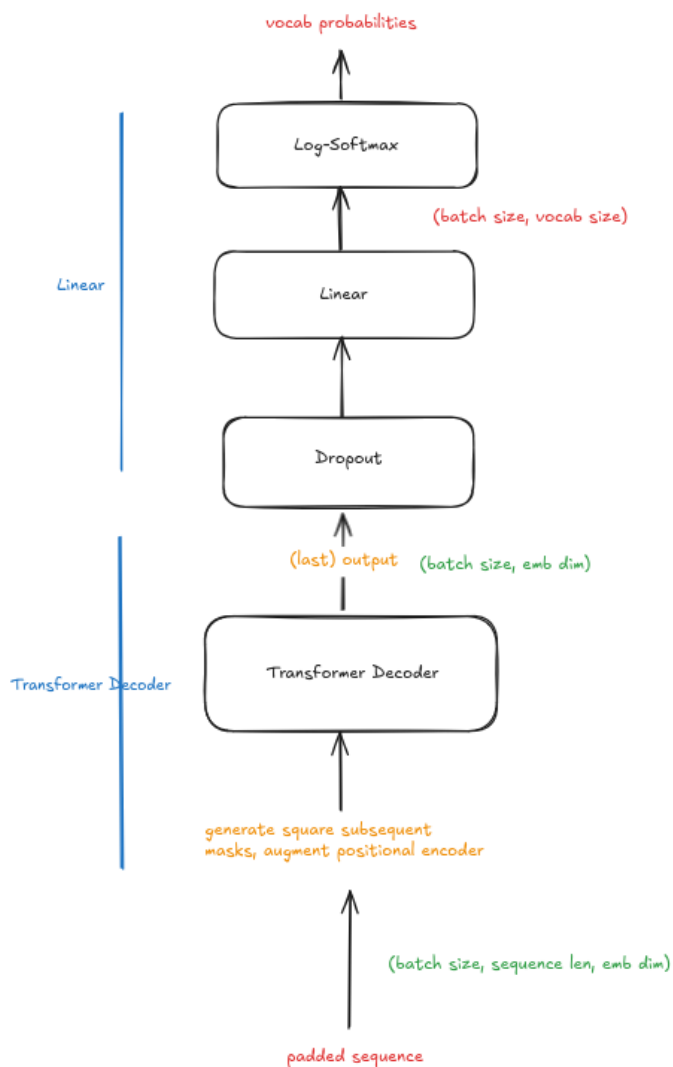 vocab probabilities
Log-Softmax
(batch size, vocab size)
Linear
Linear
Dropout
(last) output
(batch size, emb dim)
Transformer Decoder
Transformer Decoder
generate square subsequent
masks, augment positional encoder
(batch size, sequence len, emb dim)
padded sequence